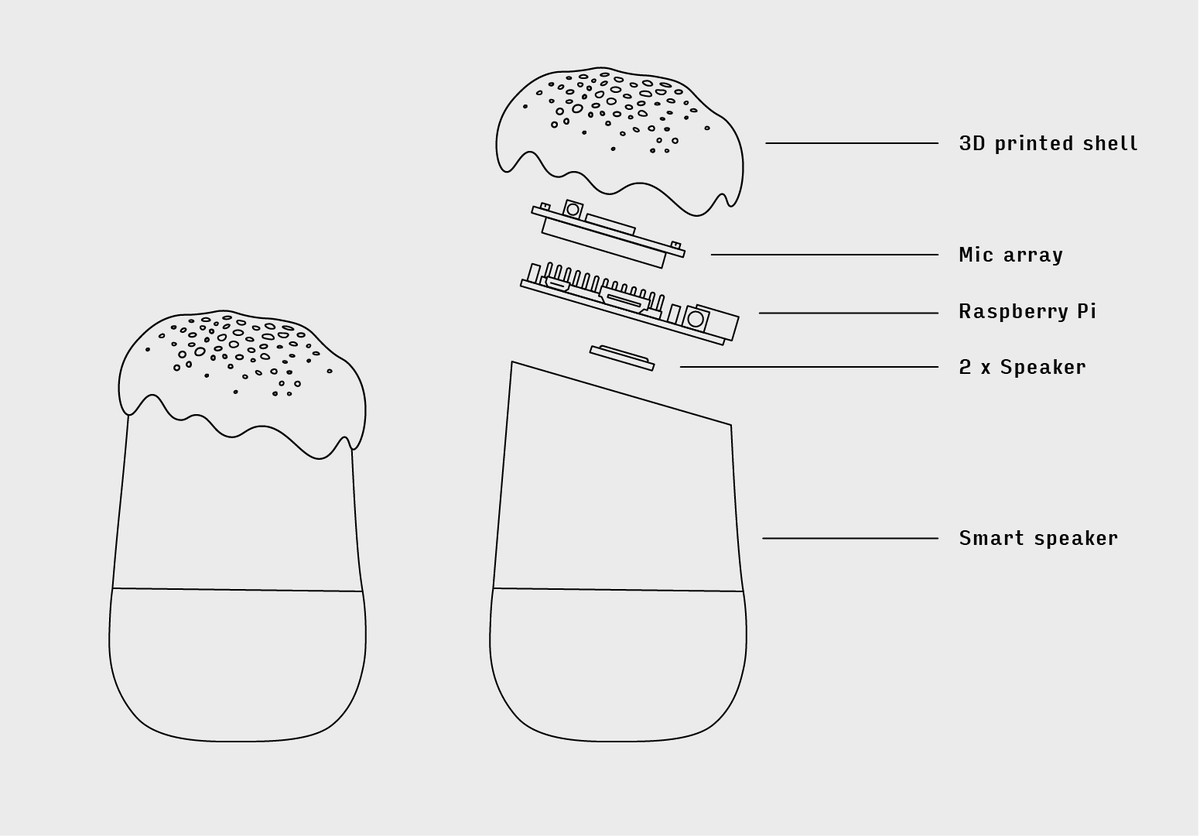 3D printed shell
Mic array
Raspberry Pi
2 x Speaker
Smart speaker